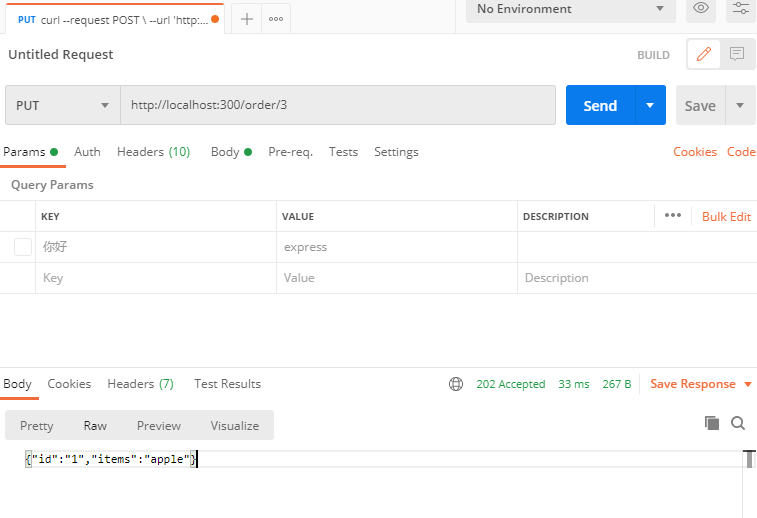 PUT curl --request POST \ --url 'http:...
No Environment
Untitled Request
BUILD
PUT http://localhost:300/order/3 Send Save
Params Auth Headers (10) Body Pre-req. Tests Settings Cookies Code
Query Params
KEY VALUE DESCRIPTION Bulk Edit
你好 express
Key Value Description
Body Cookies Headers (7) Test Results 202 Accepted 33 ms 267 B Save Response
Pretty Raw Preview Visualize
{"id":"1","items":"apple"}